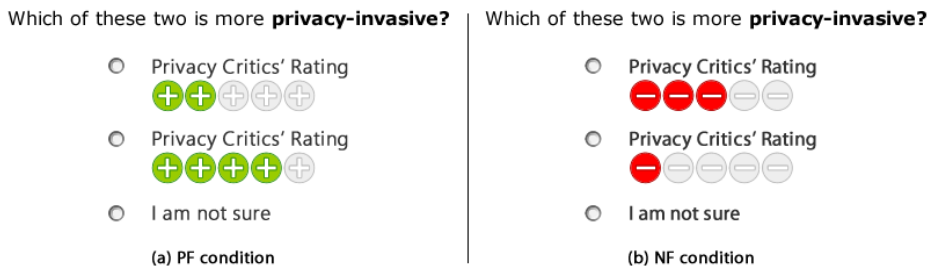 Which of these two is more privacy-invasive?
Privacy Critics' Rating
Privacy Critics' Rating
I am not sure
(a) PF condition
Which of these two is more privacy-invasive?
Privacy Critics' Rating
Privacy Critics' Rating
I am not sure
(b) NF condition